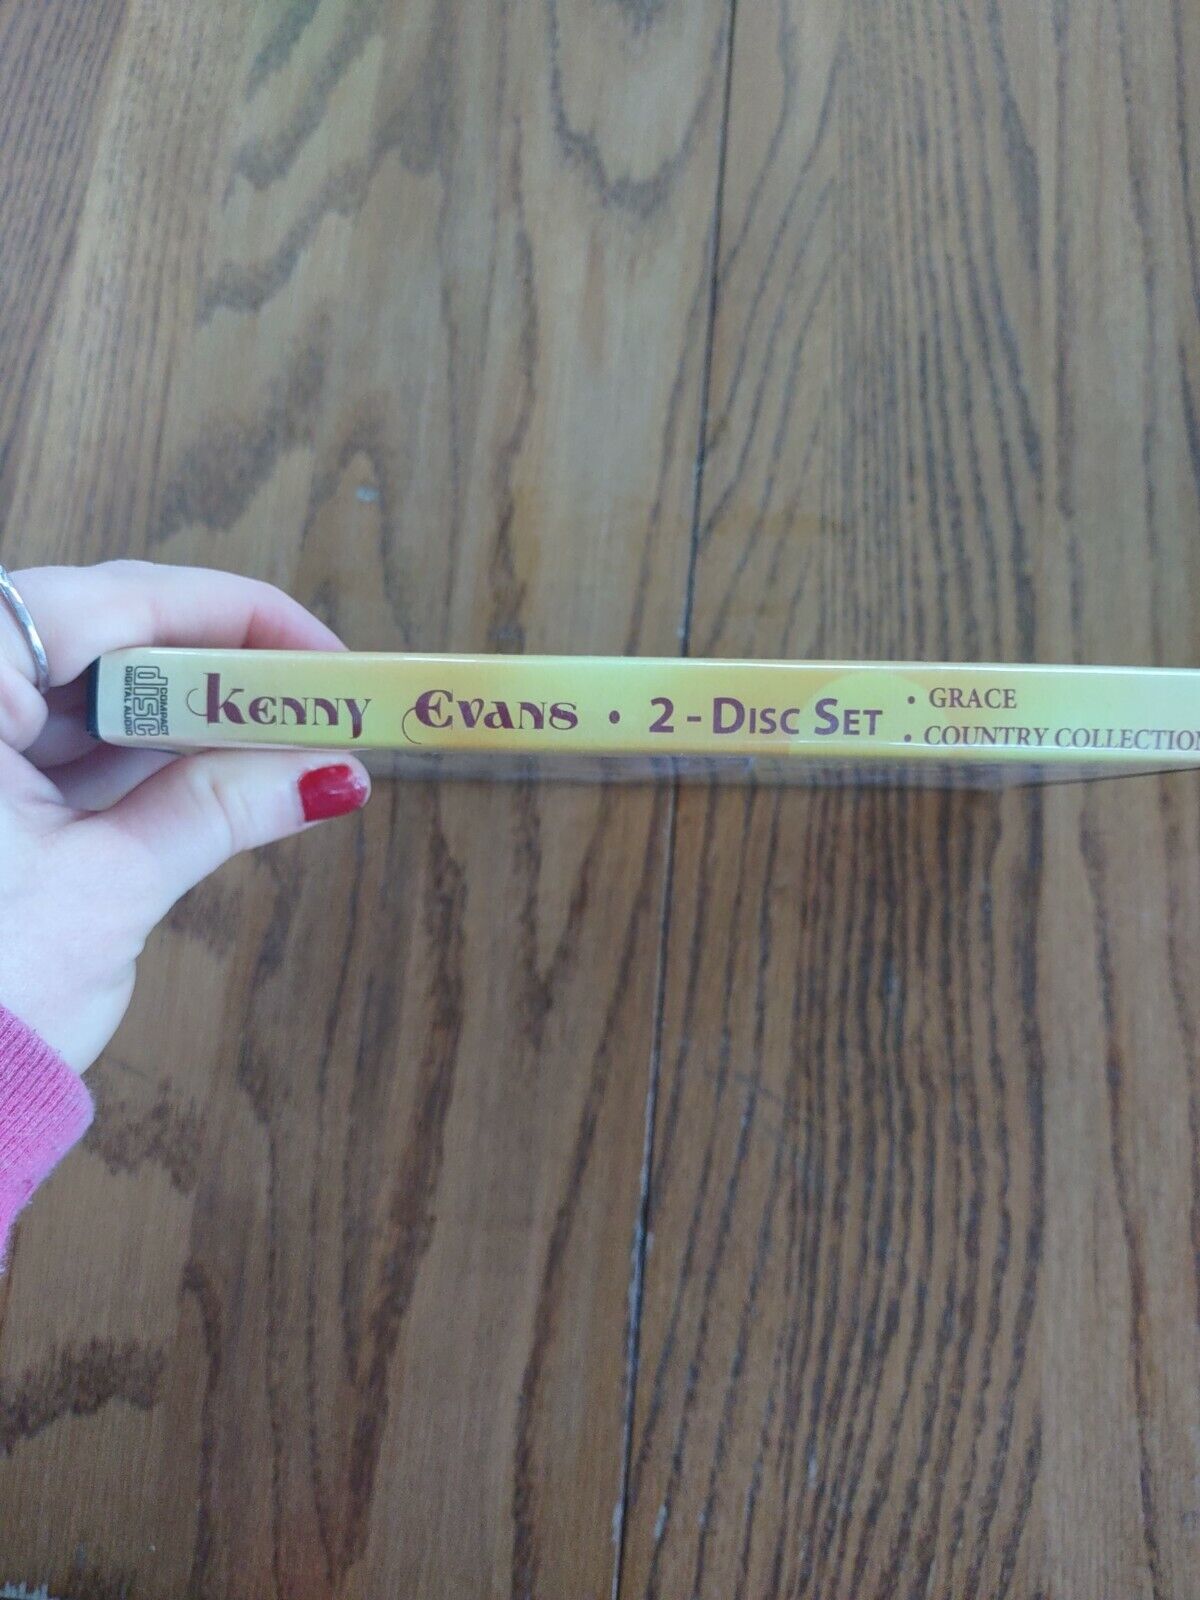 COMPACT
disc
DIGITAL AUDIO
Kenny Evans • 2 - Disc Set
• GRACE
• COUNTRY COLLECTION